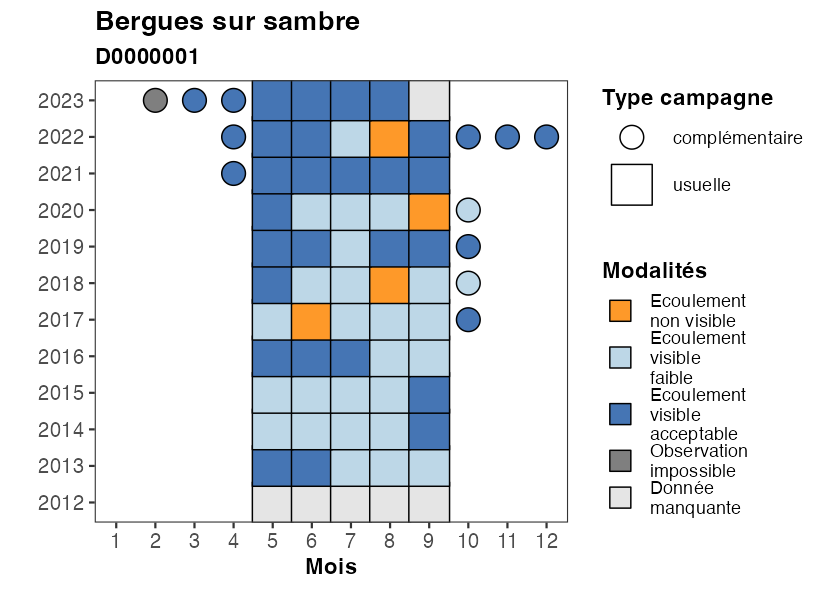 Bergues sur sambre
D0000001
2023
2022
2021
2020
2019
2018
2017
2016
2015
2014
2013
2012
1 2 3 4 5 6 7 8 9 10 11 12
Mois
Type campagne
complémentaire
usuelle
Modalités
Ecoulement
non visible
Ecoulement
visible
faible
Ecoulement
visible
acceptable
Observation
impossible
Donnée
manquante